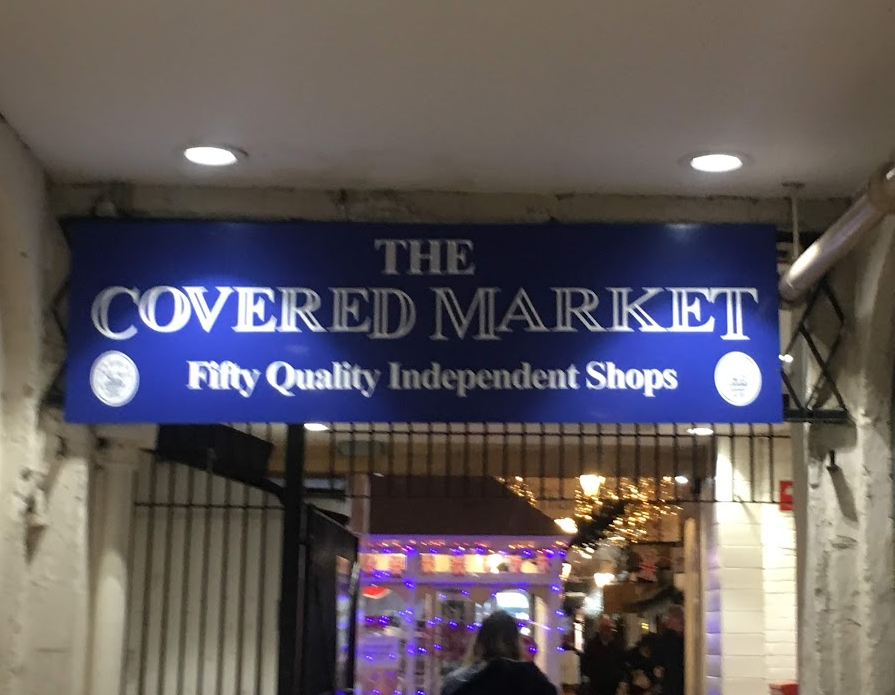 THE
COVERED MARKET
Fifty Quality Independent Shops